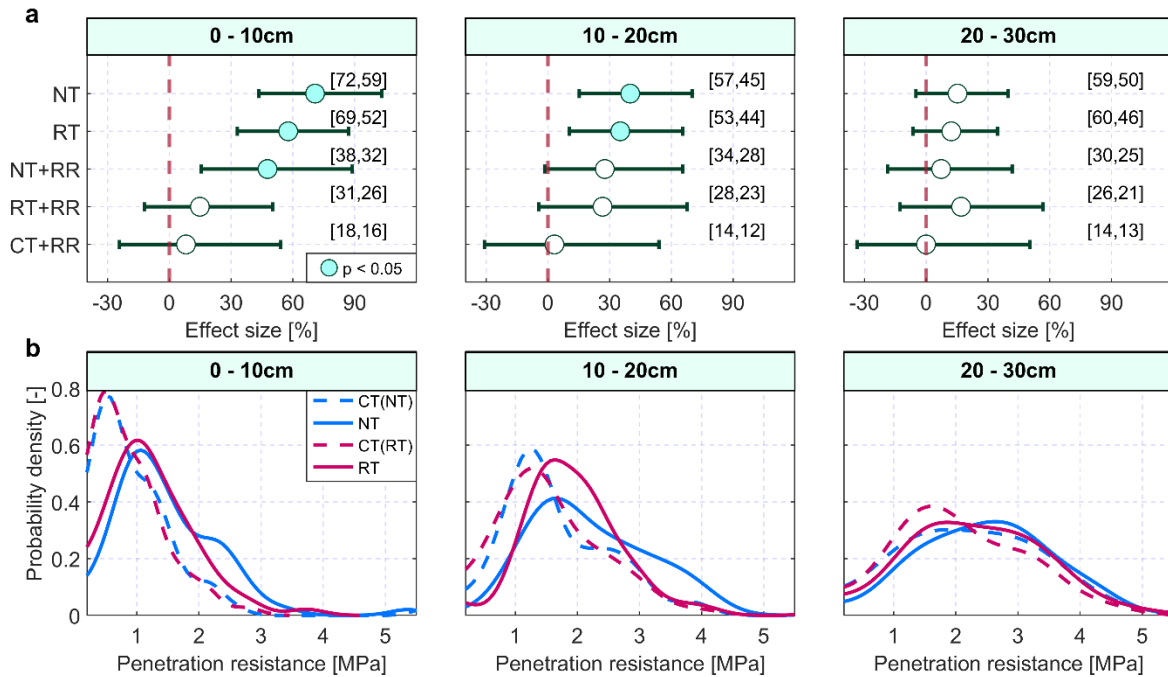 a
0 - 10cm
10 - 20cm
20 - 30cm
NT
RT
NT+RR
RT+RR
CT+RR
[72,59]
[69,52]
[38,32]
[31,26]
[18,16]
p < 0.05
[57,45]
[53,44]
[34,28]
[28,23]
[14,12]
[59,50]
[60,46]
[30,25]
[26,21]
[14,13]
-30 0 30 60 90
-30 0 30 60 90
-30 0 30 60 90
Effect size [%]
Effect size [%]
Effect size [%]
b
0 - 10cm
10 - 20cm
20 - 30cm
Probability density [-]
0.8
0.6
0.4
0.2
0
CT(NT)
NT
CT(RT)
RT
1 2 3 4 5
1 2 3 4 5
1 2 3 4 5
Penetration resistance [MPa]
Penetration resistance [MPa]
Penetration resistance [MPa]